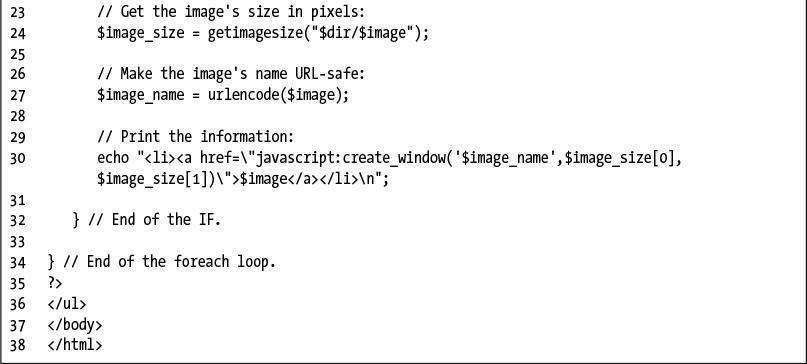 23 // Get the image's size in pixels:
24 $image_size = getimagesize("$dir/$image");
25
26 // Make the image's name URL-safe:
27 $image_name = urlencode($image);
28
29 // Print the information:
30 echo "<li><a href=\"javascript:create_window('$image_name',$image_size[0],
$image_size[1])\">$image</a></li>\n";
31
32 } // End of the IF.
33
34 } // End of the foreach loop.
35 ?>
36 </ul>
37 </body>
38 </html>